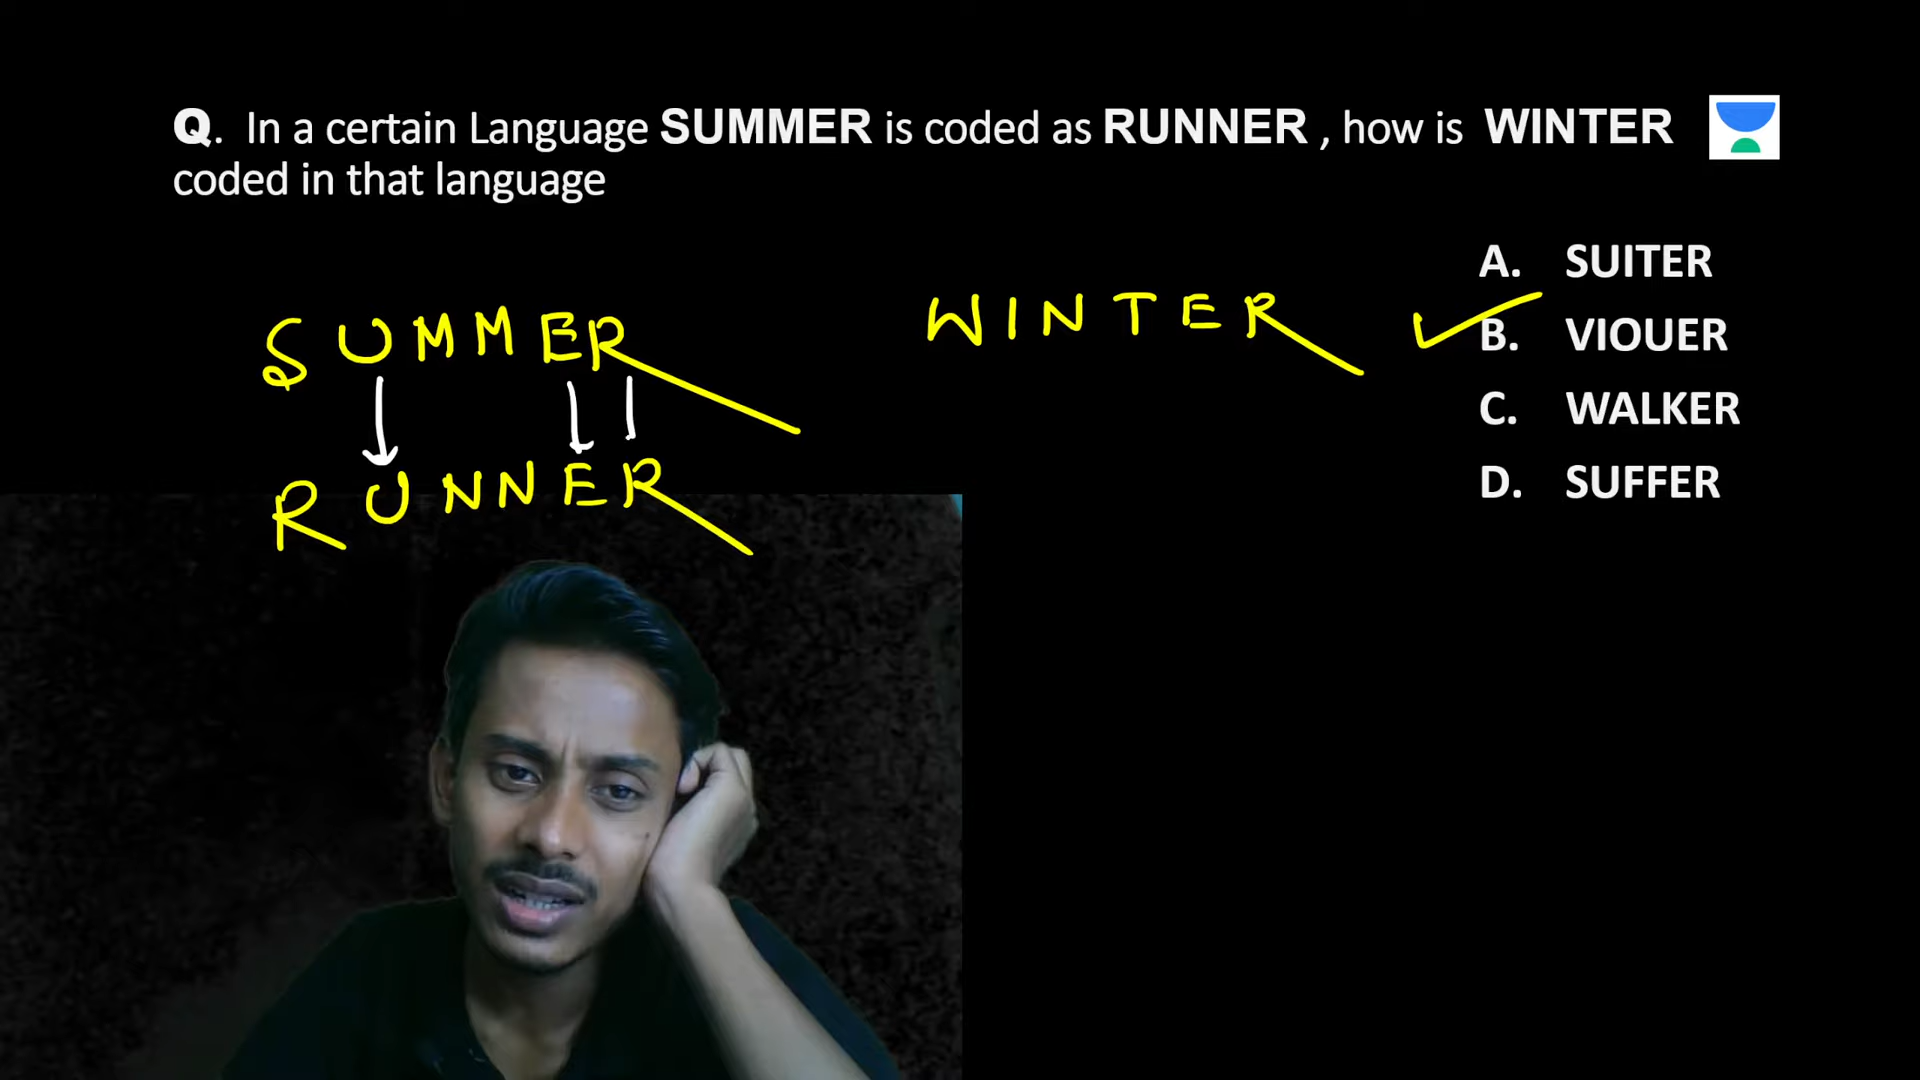 Q. In a certain Language SUMMER is coded as RUNNER , how is WINTER
coded in that language
A. SUITER
B. VIOUER
C. WALKER
D. SUFFER
SUMMER
RUNNER
WINTER